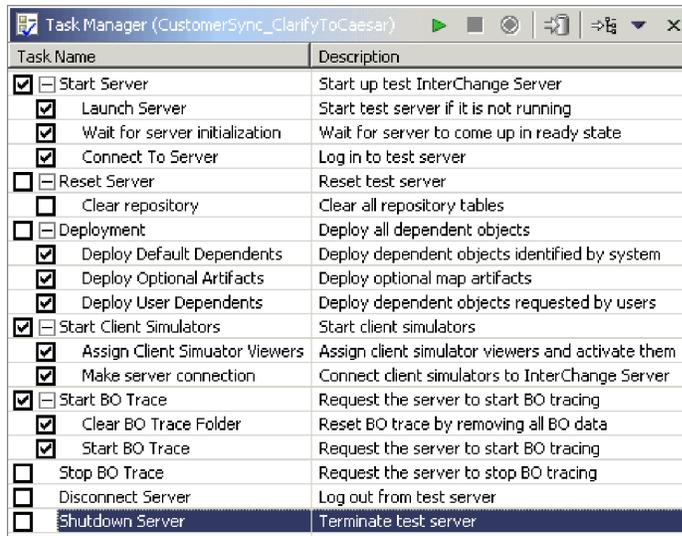 Task Manager (CustomerSync_ClarifyToCaesar)
Task Name Description
Start Server Start up test InterChange Server
Launch Server Start test server if it is not running
Wait for server initialization Wait for server to come up in ready state
Connect To Server Log in to test server
Reset Server Reset test server
Clear repository Clear all repository tables
Deployment Deploy all dependent objects
Deploy Default Dependents Deploy dependent objects identified by system
Deploy Optional Artifacts Deploy optional map artifacts
Deploy User Dependents Deploy dependent objects requested by users
Start Client Simulators Start client simulators
Assign Client Simuator Viewers Assign client simulator viewers and activate them
Make server connection Connect client simulators to InterChange Server
Start BO Trace Request the server to start BO tracing
Clear BO Trace Folder Reset BO trace by removing all BO data
Start BO Trace Request the server to start BO tracing
Stop BO Trace Request the server to stop BO tracing
Disconnect Server Log out from test server
Shutdown Server Terminate test server